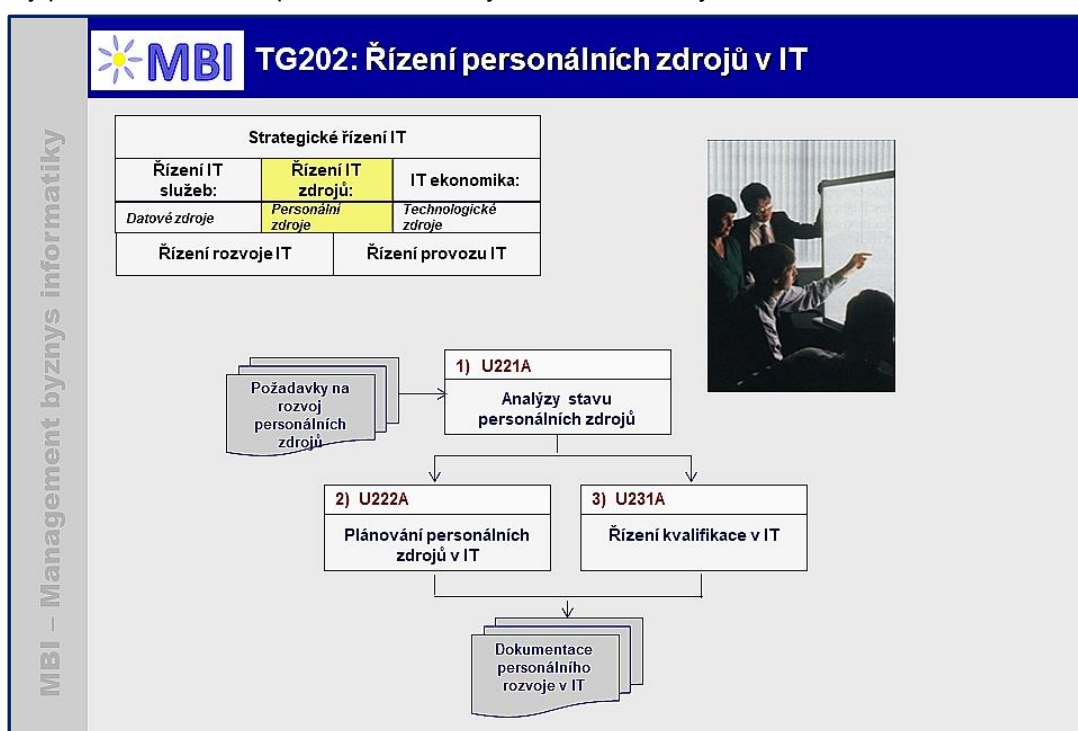 MBI
TG202: Řízení personálních zdrojů v IT
MBI – Management byznys informatiky
Strategické řízení IT
Řízení IT
služeb:
Řízení IT
zdrojů:
IT ekonomika:
Datové zdroje
Personální
zdroje
Technologické
zdroje
Řízení rozvoje IT
Řízení provozu IT
Požadavky na
rozvoj
personálních
zdrojů
1) U221A
Analýzy stavu
personálních zdrojů
2) U222A
Plánování personálních
zdrojů v IT
3) U231A
Řízení kvalifikace v IT
Dokumentace
personálního
rozvoje v IT